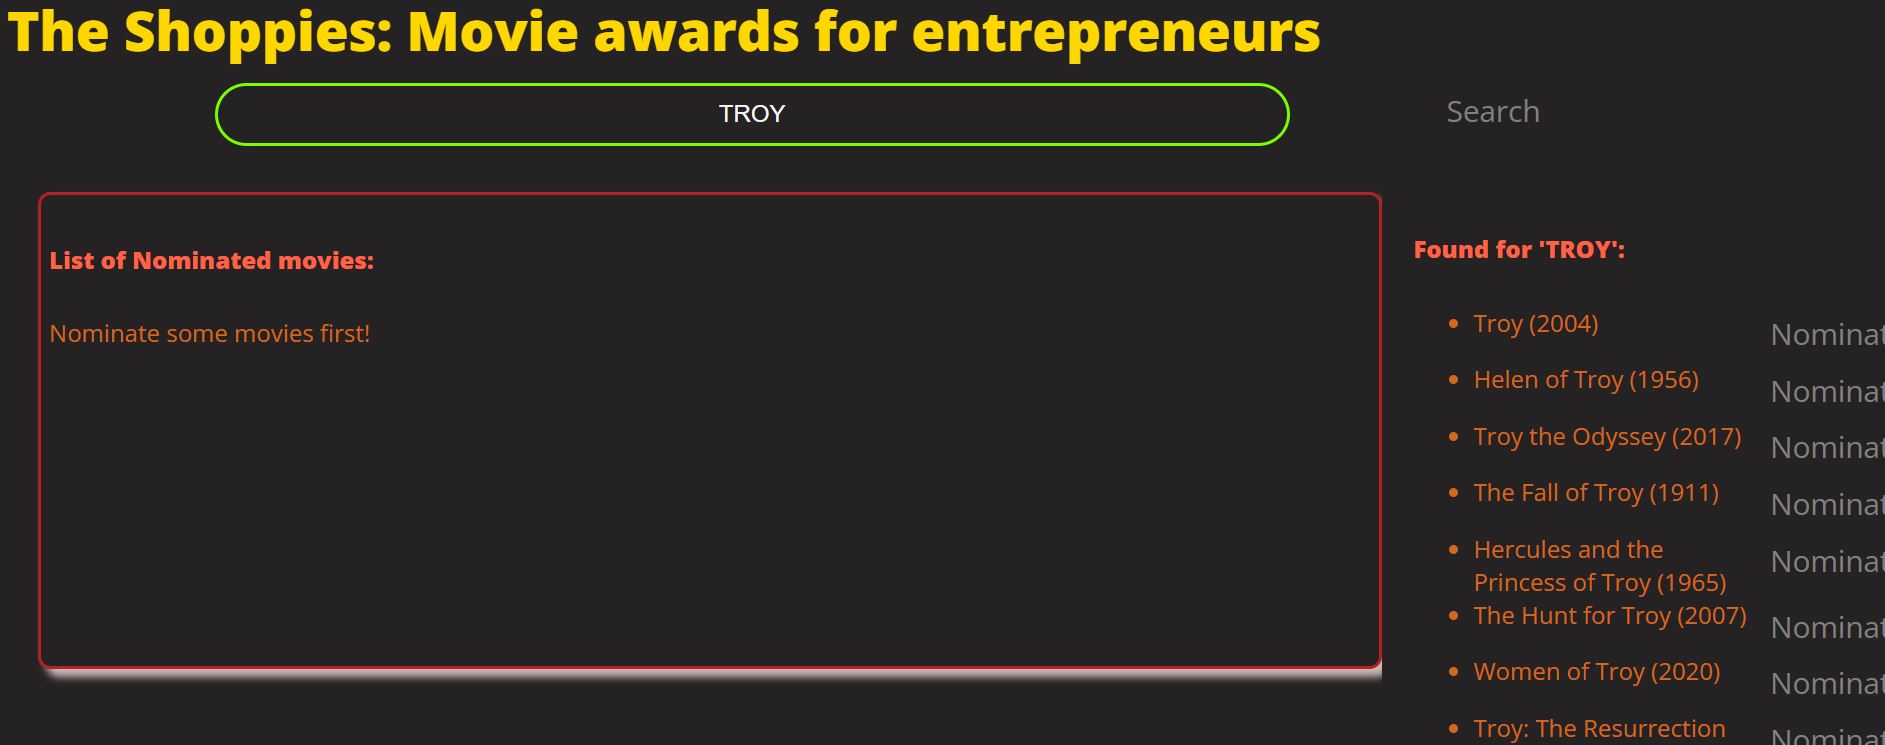 The Shoppies: Movie awards for entrepreneurs
TROY
Search
List of Nominated movies:
Nominate some movies first!
Found for 'TROY':
Troy (2004)
Nominat
Helen of Troy (1956)
Nominat
Troy the Odyssey (2017)
Nominat
The Fall of Troy (1911)
Nominat
Hercules and the
Princess of Troy (1965)
Nominat
The Hunt for Troy (2007)
Nominat
Women of Troy (2020)
Nominat
Troy: The Resurrection
Nominat